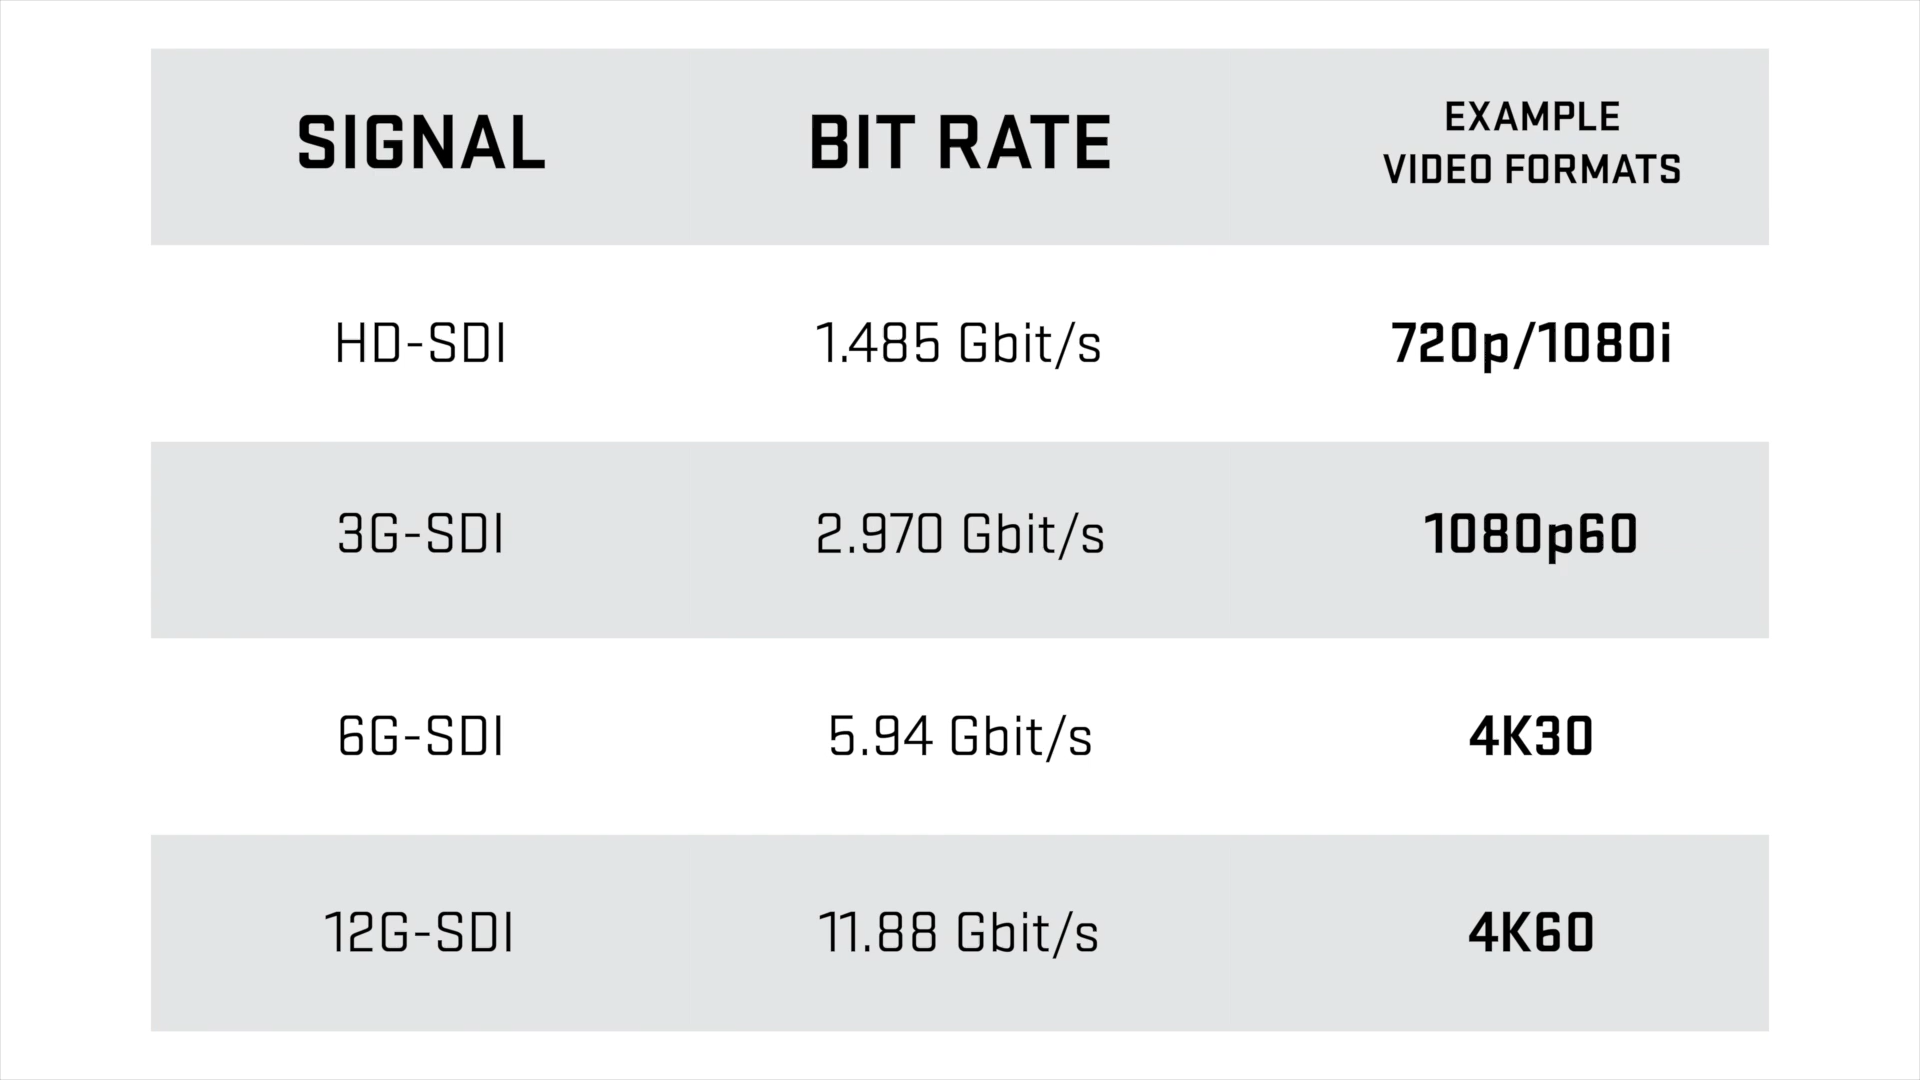 SIGNAL
BIT RATE
EXAMPLE
VIDEO FORMATS
HD-SDI
1.485 Gbit/s
720p/1080i
3G-SDI
2.970 Gbit/s
1080p60
6G-SDI
5.94 Gbit/s
4K30
12G-SDI
11.88 Gbit/s
4K60